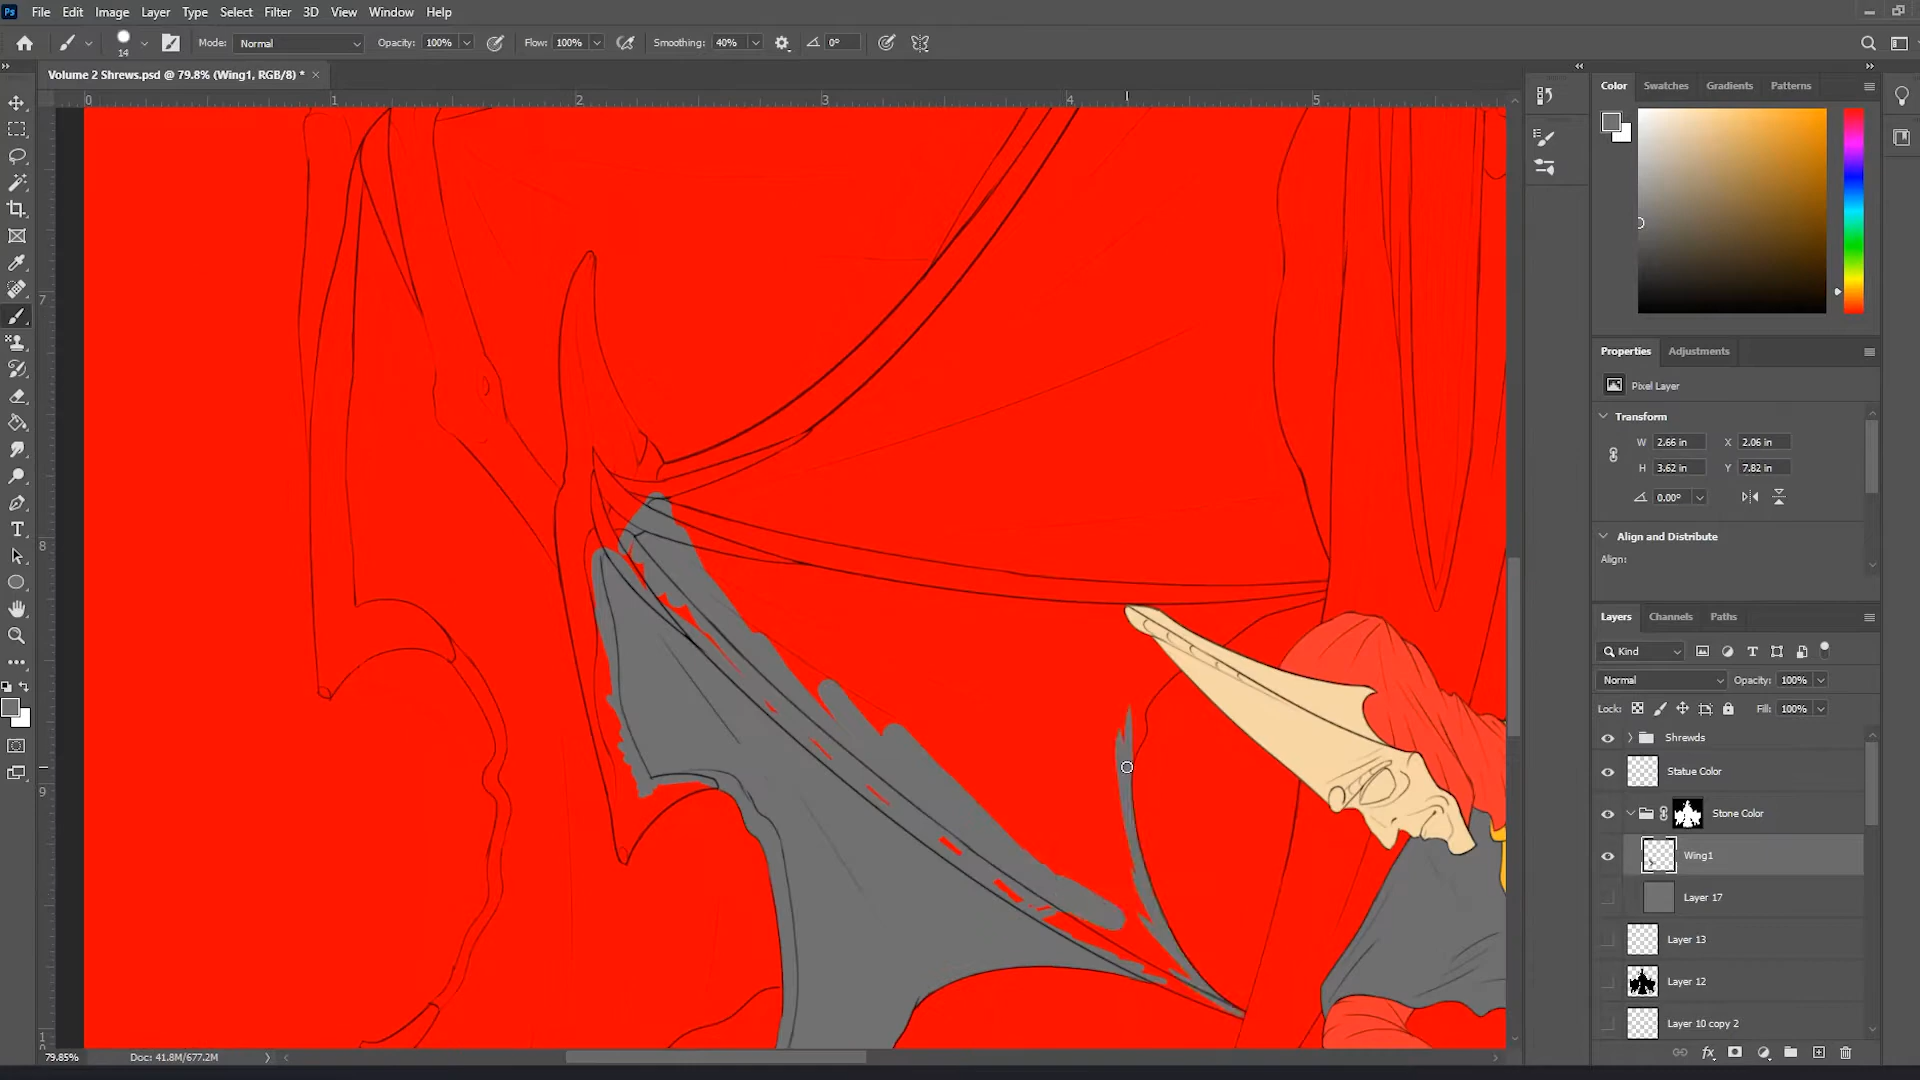 Ps File Edit Image Layer Type Select Filter 3D View Window Help
14 Mode: Normal Opacity: 100% Flow: 100% Smoothing: 40% 0°
Volume 2 Shrews.psd @ 79.8% (Wing1, RGB/8) * ×
0 1 2 3 4 5
7
8
9
1
Color Swatches Gradients Patterns
Properties Adjustments
Pixel Layer
Transform
W 2.66 in X 2.06 in
H 3.62 in Y 7.82 in
0.00°
Align and Distribute
Align:
Layers Channels Paths
Kind
Normal Opacity: 100%
Lock: Fill: 100%
Shrewds
Statue Color
Stone Color
Wing1
Layer 17
Layer 13
Layer 12
Layer 10 copy 2
79.85% Doc: 41.8M/677.2M